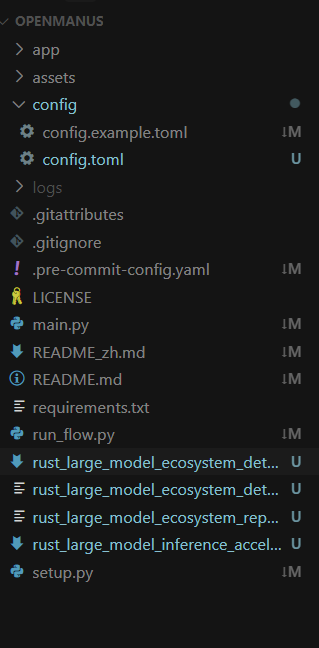 OPENMANUS
app
assets
config
config.example.toml ↓M
config.toml U
logs
.gitattributes
.gitignore
.pre-commit-config.yaml ↓M
LICENSE
main.py ↓M
README_zh.md ↓M
README.md ↓M
requirements.txt
run_flow.py ↓M
rust_large_model_ecosystem_det... U
rust_large_model_ecosystem_det... U
rust_large_model_ecosystem_rep... U
rust_large_model_inference_accel... U
setup.py ↓M